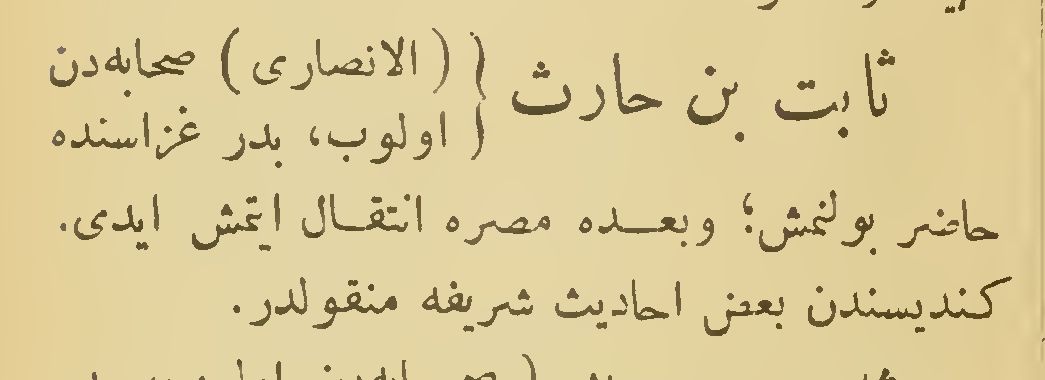 ثابت بن حارث { (الانصاری) صحابه‌دن
اولوب، بدر غزاسنده
حاضر بولنمش؛ وبعده مصره انتقال ایتمش ایدی.
کندیسندن بعض احادیث شریفه منقولدر.